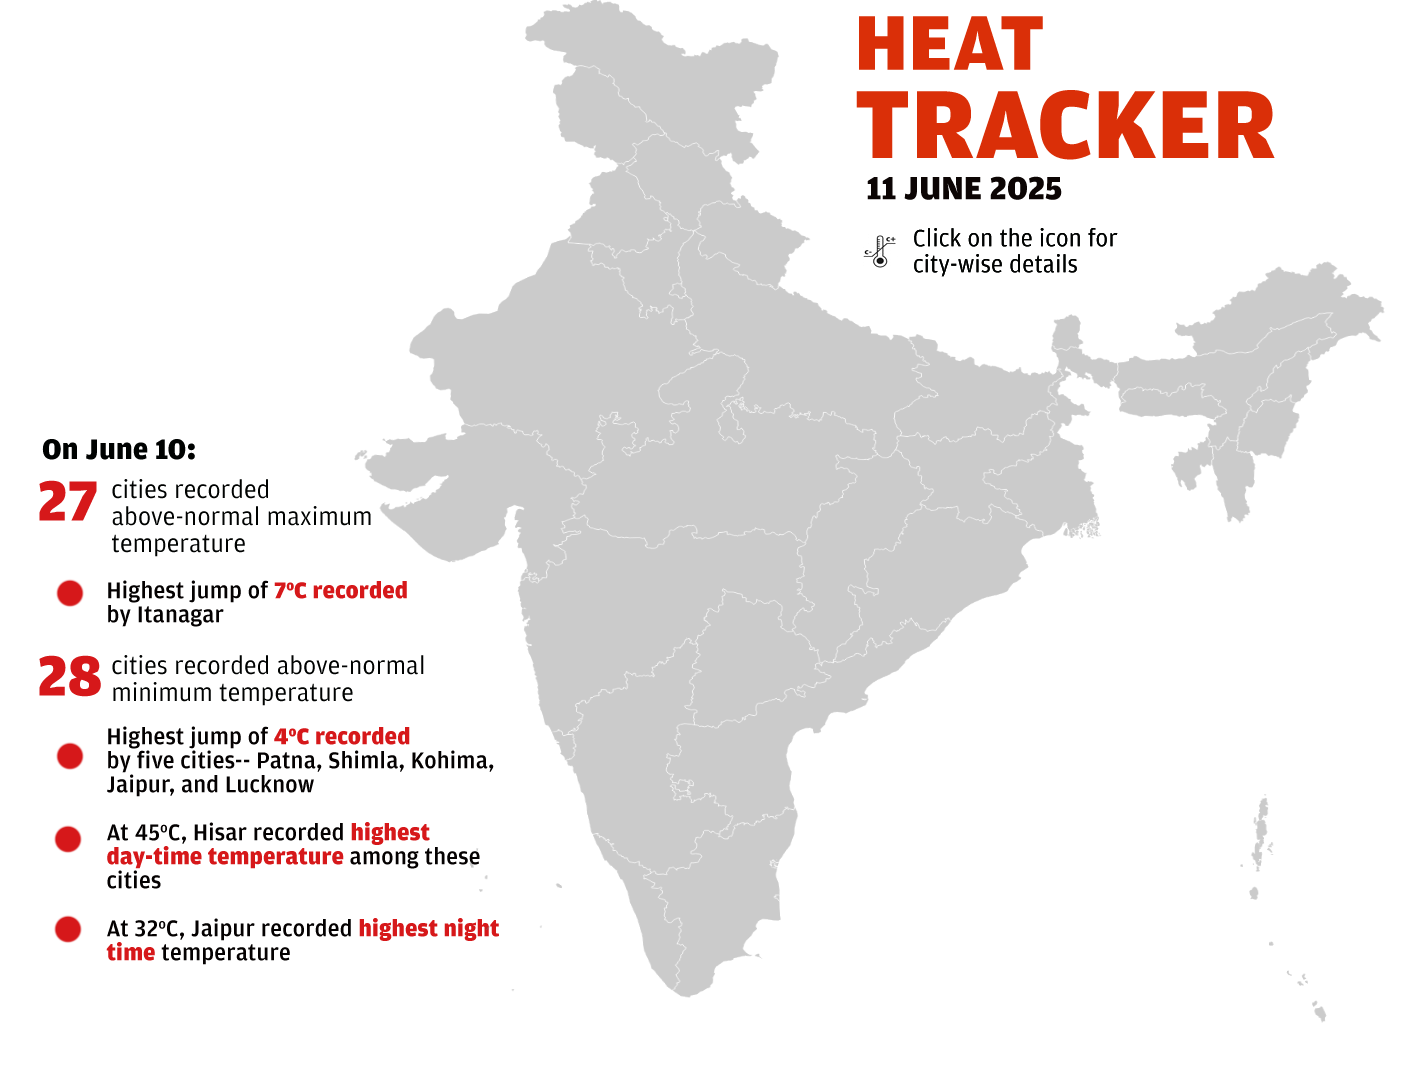 HEAT
TRACKER
11 JUNE 2025
C- C+
Click on the icon for
city-wise details
On June 10:
27 cities recorded
above-normal maximum
temperature
Highest jump of 7ºC recorded
by Itanagar
28 cities recorded above-normal
minimum temperature
Highest jump of 4ºC recorded
by five cities-- Patna, Shimla, Kohima,
Jaipur, and Lucknow
At 45ºC, Hisar recorded highest
day-time temperature among these
cities
At 32ºC, Jaipur recorded highest night
time temperature